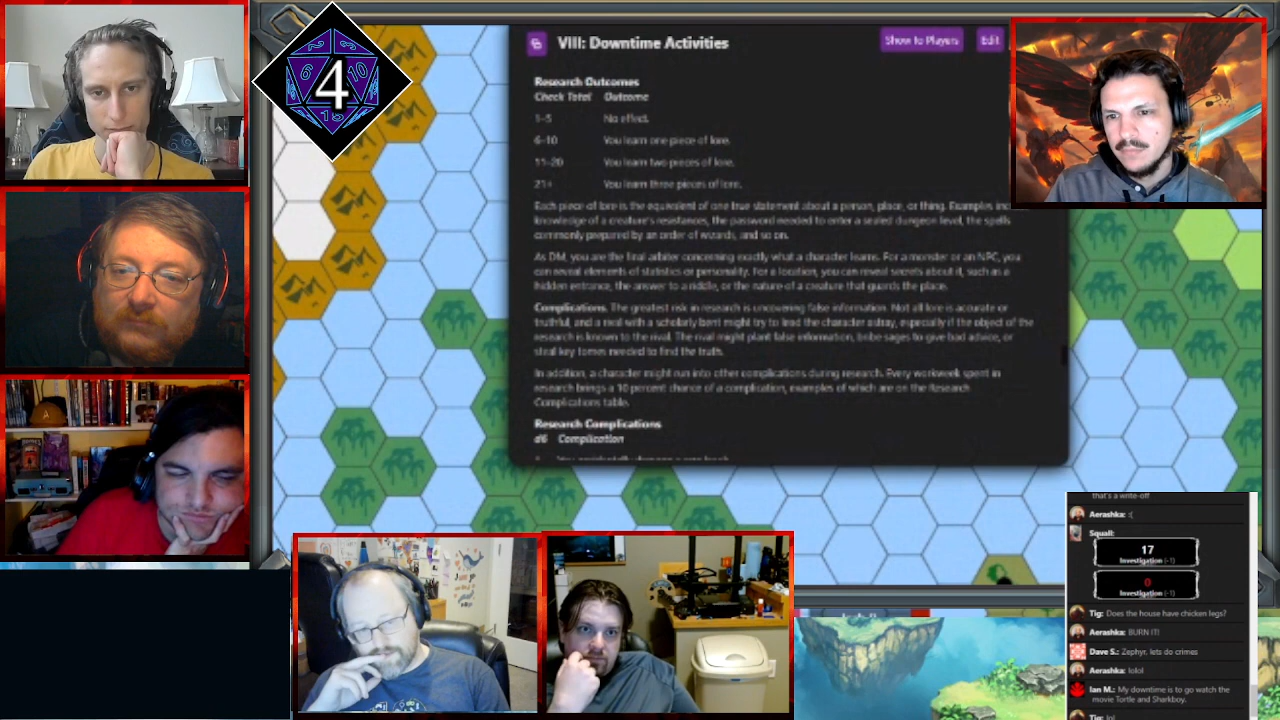 4
6
10
VIII: Downtime Activities
Show to Players
Edit
Research Outcomes
Check Total Outcome
1-5 No effect.
6-10 You learn one piece of lore.
11-20 You learn two pieces of lore.
21+ You learn three pieces of lore.
Each piece of lore is the equivalent of one true statement about a person, place, or thing. Examples inc
knowledge of a creature's resistances, the password needed to enter a sealed dungeon level, the spells
commonly prepared by an order of wizards, and so on.
As DM, you are the final arbiter concerning exactly what a character learns. For a monster or an NPC, you
can reveal elements of statistics or personality. For a location, you can reveal secrets about it, such as a
hidden entrance, the answer to a riddle, or the nature of a creature that guards the place.
Complications. The greatest risk in research is uncovering false information. Not all lore is accurate or
truthful, and a rival with a scholarly bent might try to lead the character astray, especially if the object of the
research is known to the rival. The rival might plant false information, bribe sages to give bad advice, or
steal key tomes needed to find the truth.
In addition, a character might run into other complications during research. Every workweek spent in
research brings a 10 percent chance of a complication, examples of which are on the Research
Complications table.
Research Complications
d6 Complication
that's a write-off
Aerashka: :(
Squall:
17
Investigation (-1)
0
Investigation (-1)
Tig: Does the house have chicken legs?
Aerashka: BURN IT!
Dave S.: Zephyr, lets do crimes
Aerashka: lolol
Ian M.: My downtime is to go watch the
movie Tortle and Sharkboy.
Tig: lol